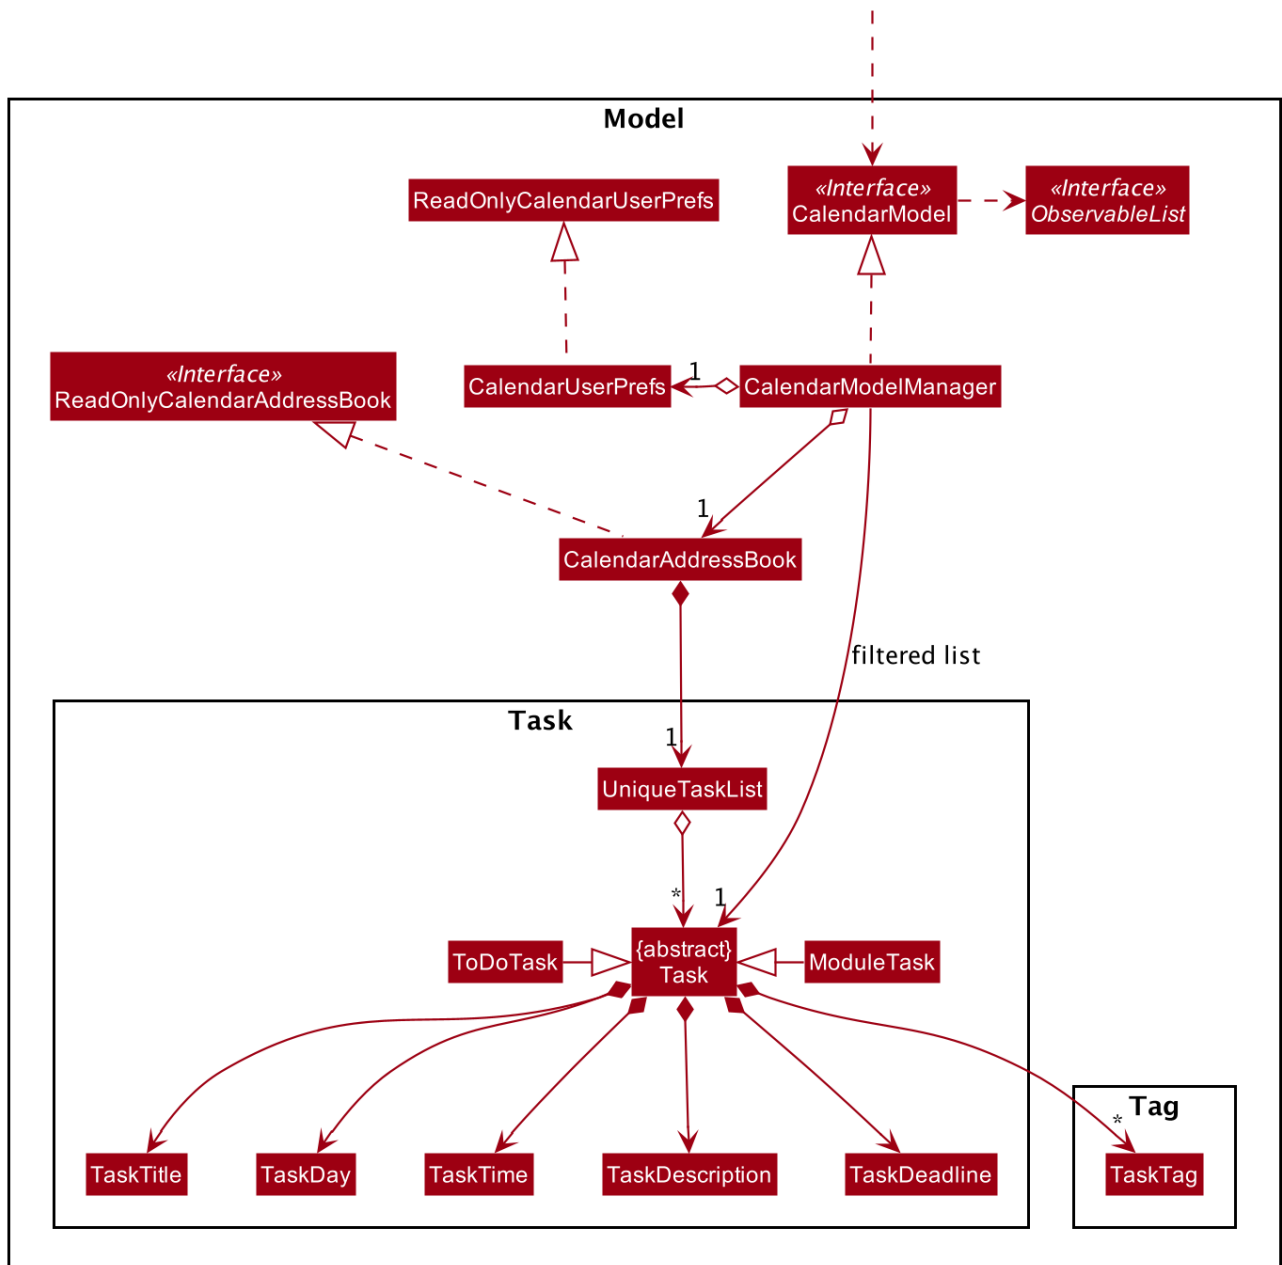 Model
ReadOnlyCalendarUserPrefs
«Interface»
CalendarModel
«Interface»
ObservableList
«Interface»
ReadOnlyCalendarAddressBook
CalendarUserPrefs
1
CalendarModelManager
1
CalendarAddressBook
filtered list
Task
1
UniqueTaskList
*
1
ToDoTask
{abstract}
Task
ModuleTask
Tag
*
TaskTitle
TaskDay
TaskTime
TaskDescription
TaskDeadline
TaskTag